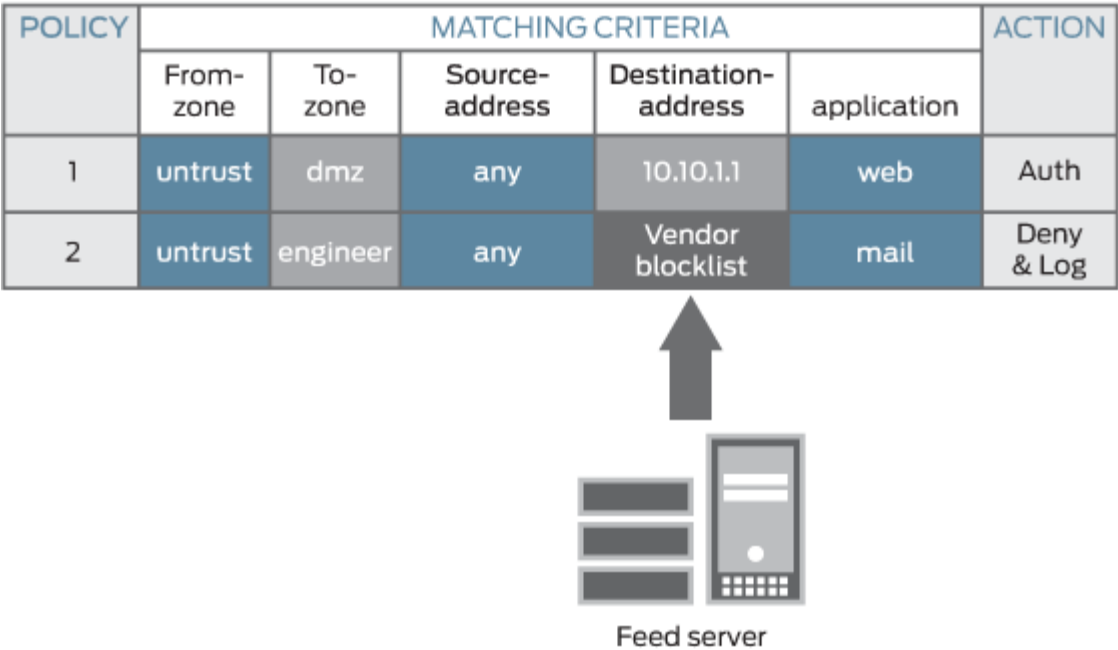 POLICY
MATCHING CRITERIA
ACTION
From-
zone
To-
zone
Source-
address
Destination-
address
application
1
untrust
dmz
any
10.10.1.1
web
Auth
2
untrust
engineer
any
Vendor
blocklist
mail
Deny
& Log
Feed server